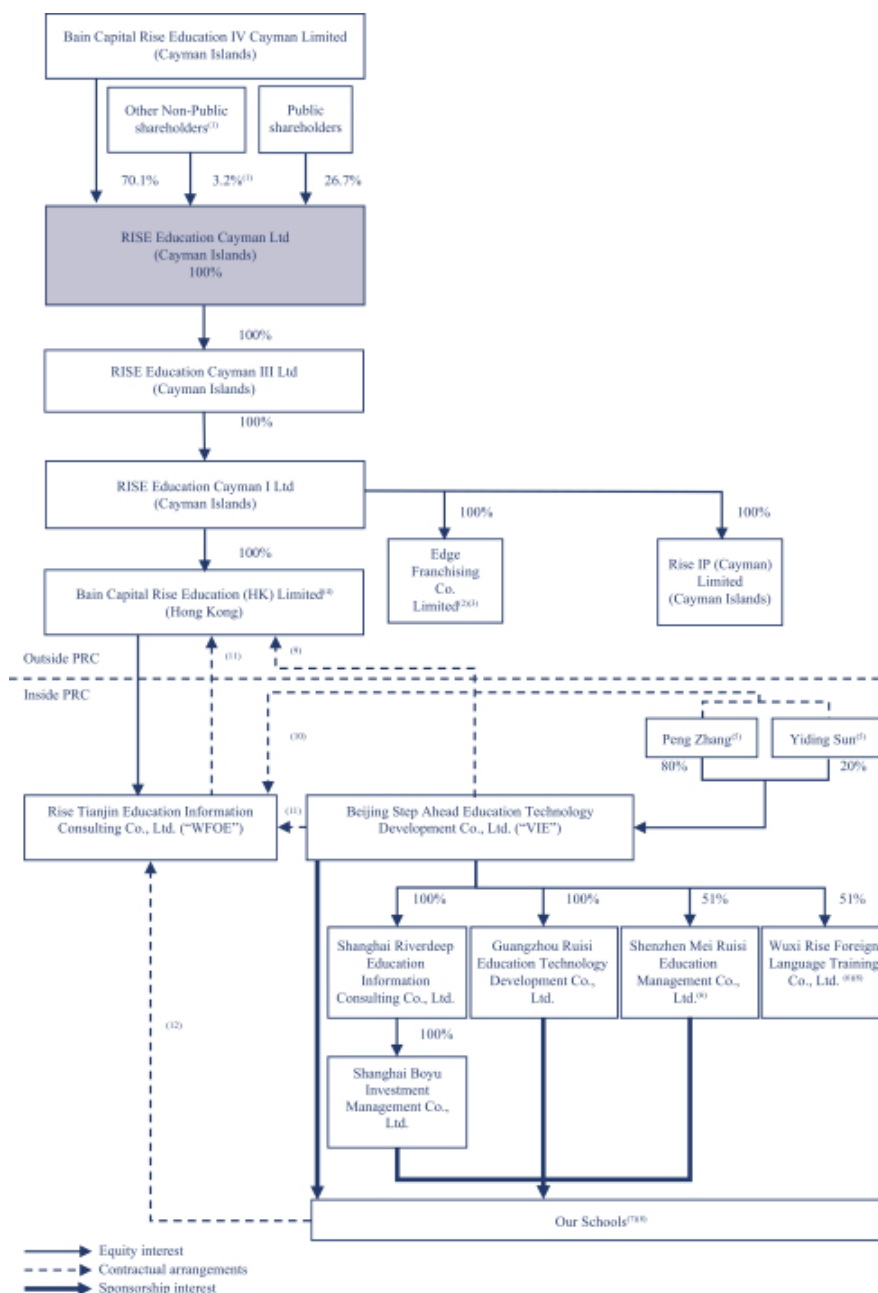 Bain Capital Rise Education IV Cayman Limited
(Cayman Islands)
Other Non-Public
shareholders(1)
Public
shareholders
70.1%
3.2%(1)
26.7%
RISE Education Cayman Ltd
(Cayman Islands)
100%
100%
RISE Education Cayman III Ltd
(Cayman Islands)
100%
RISE Education Cayman I Ltd
(Cayman Islands)
100%
100%
100%
Edge
Franchising
Co.
Limited(2)(3)
Rise IP (Cayman)
Limited
(Cayman Islands)
Bain Capital Rise Education (HK) Limited(4)
(Hong Kong)
Outside PRC
(11)
(9)
Inside PRC
(10)
Peng Zhang(5)
Yiding Sun(5)
80%
20%
Rise Tianjin Education Information
Consulting Co., Ltd. (“WFOE”)
(11)
Beijing Step Ahead Education Technology
Development Co., Ltd. (“VIE”)
100%
100%
51%
51%
Shanghai Riverdeep
Education
Information
Consulting Co., Ltd.
Guangzhou Ruisi
Education Technology
Development Co.,
Ltd.
Shenzhen Mei Ruisi
Education
Management Co.,
Ltd.(6)
Wuxi Rise Foreign
Language Training
Co., Ltd.
(12)
100%
Shanghai Boyu
Investment
Management Co.,
Ltd.
Our Schools(7)(8)
Equity interest
Contractual arrangements
Sponsorship interest